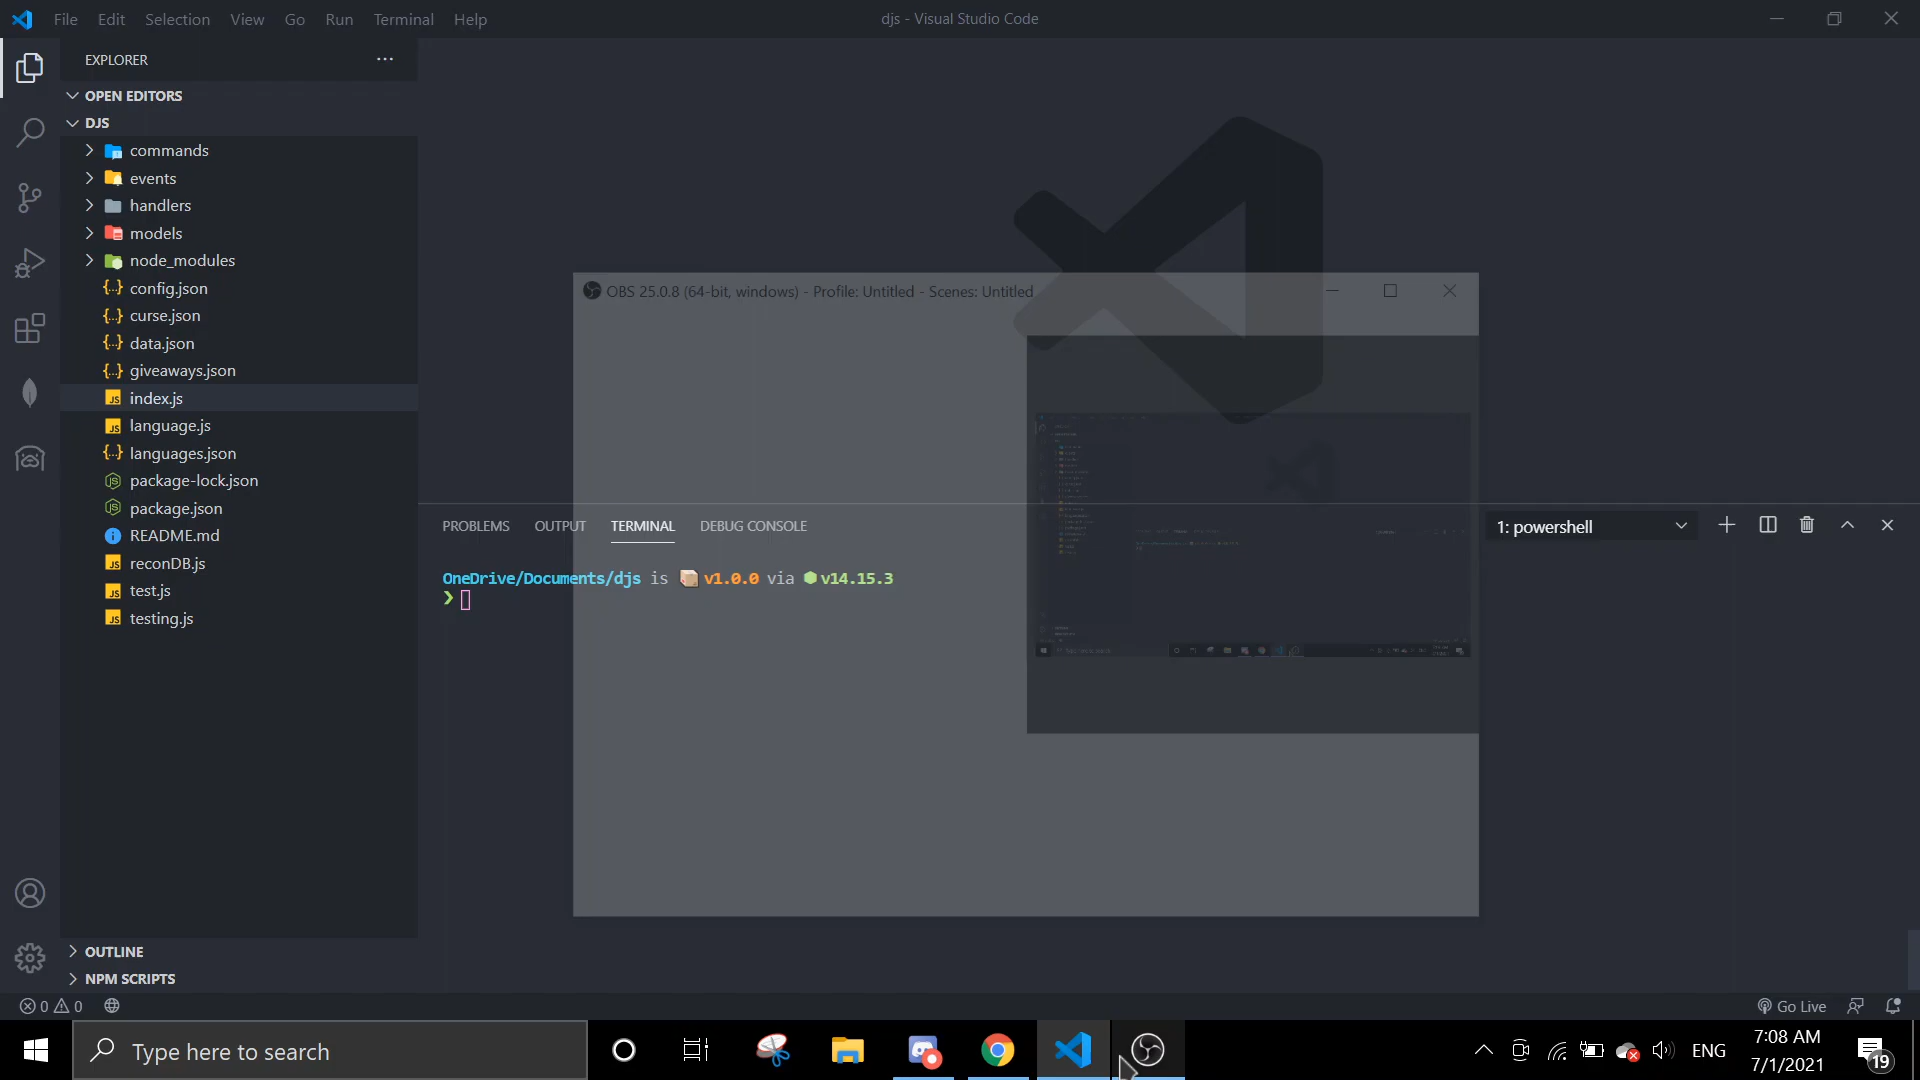 File Edit Selection View Go Run Terminal Help
djs - Visual Studio Code
EXPLORER
OPEN EDITORS
DJS
commands
events
handlers
models
node_modules
config.json
curse.json
data.json
giveaways.json
index.js
language.js
languages.json
package-lock.json
package.json
README.md
reconDB.js
test.js
testing.js
OUTLINE
NPM SCRIPTS
OBS 25.0.8 (64-bit, windows) - Profile: Untitled - Scenes: Untitled
PROBLEMS OUTPUT TERMINAL DEBUG CONSOLE
1: powershell
OneDrive/Documents/djs is v1.0.0 via v14.15.3
❯
0 0
Go Live
Type here to search
ENG
7:08 AM
7/1/2021
19